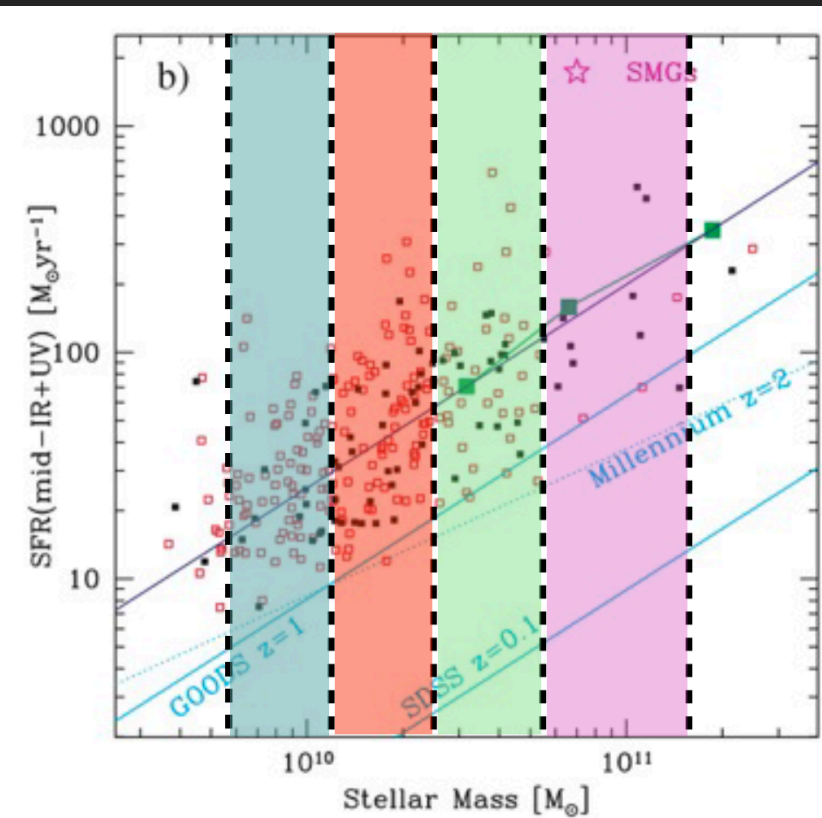 b)
SMGs
1000
100
10
SFR(mid-IR+UV) [M⊙yr⁻¹]
Millennium z=2
GOODS z=1
SDSS z=0.1
10¹⁰
10¹¹
Stellar Mass [M⊙]